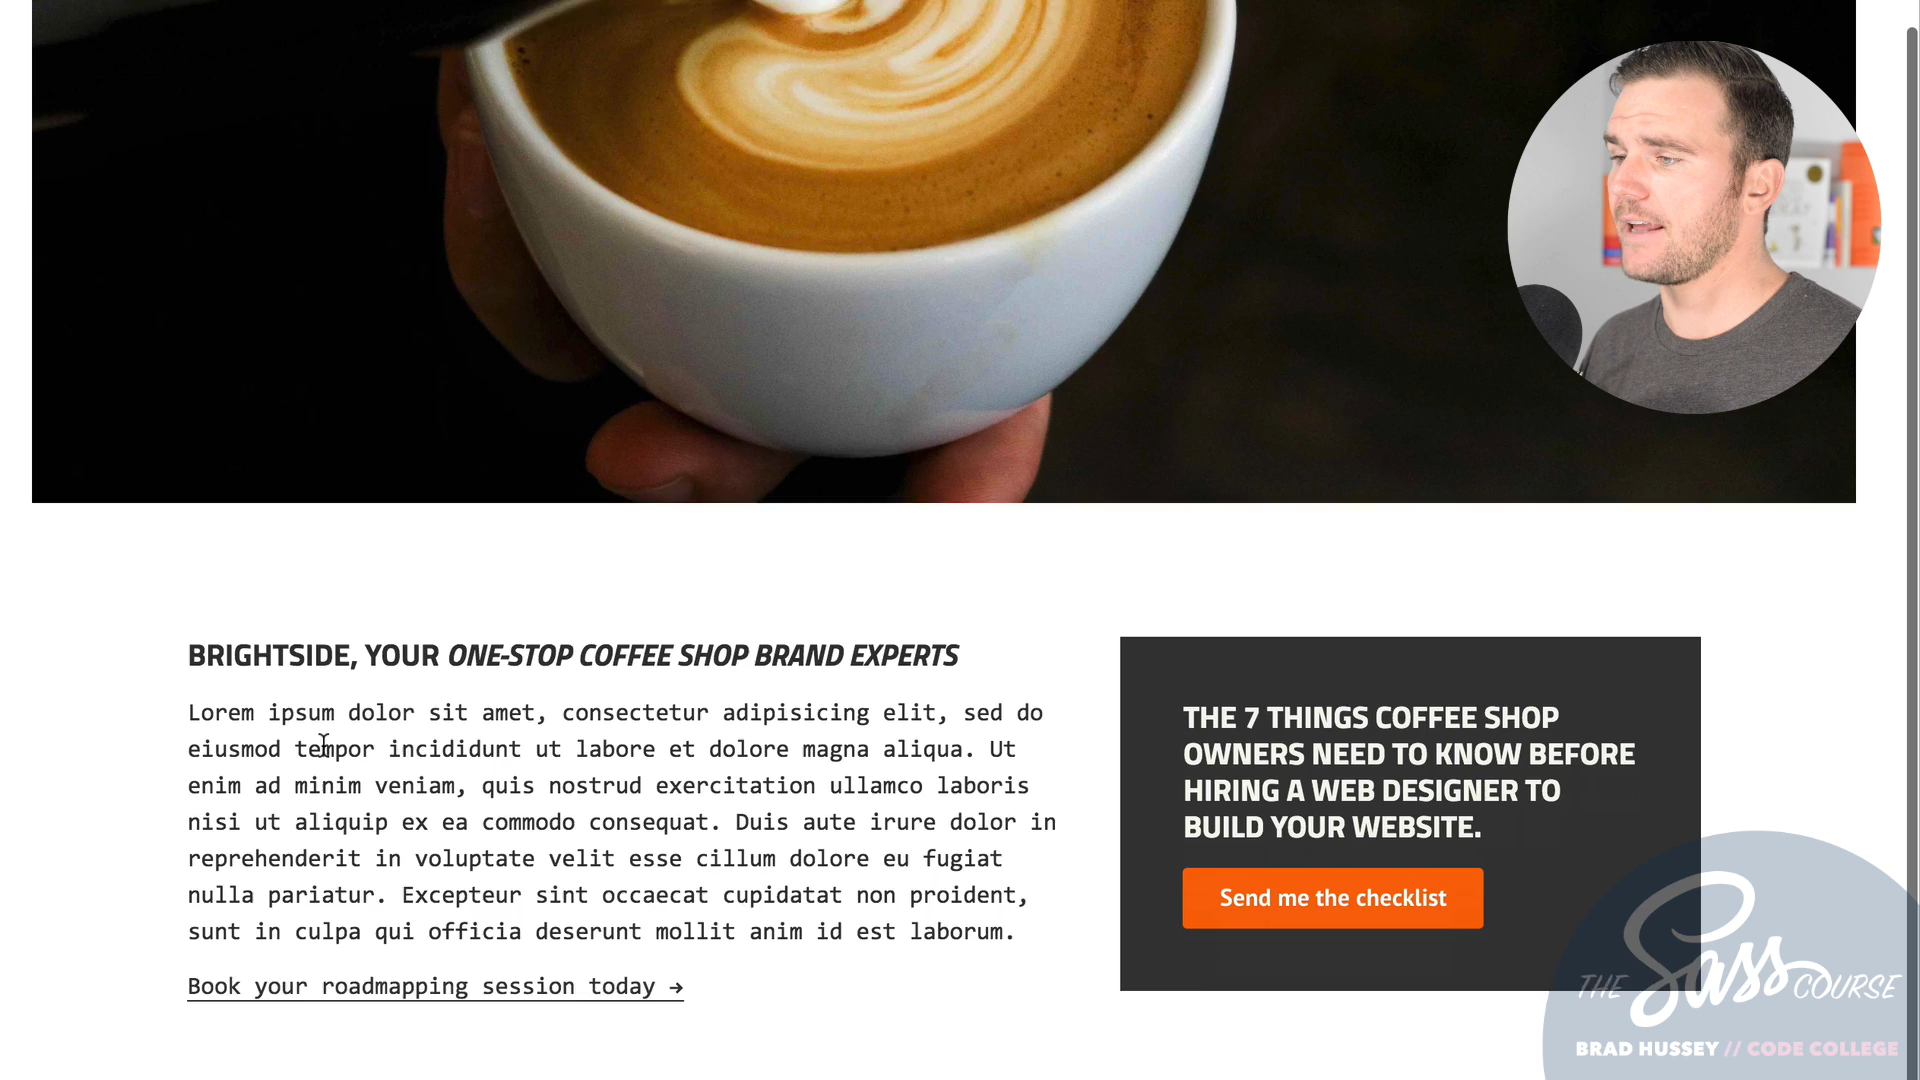 BRIGHTSIDE, YOUR ONE-STOP COFFEE SHOP BRAND EXPERTS
Lorem ipsum dolor sit amet, consectetur adipisicing elit, sed do
eiusmod tempor incididunt ut labore et dolore magna aliqua. Ut
enim ad minim veniam, quis nostrud exercitation ullamco laboris
nisi ut aliquip ex ea commodo consequat. Duis aute irure dolor in
reprehenderit in voluptate velit esse cillum dolore eu fugiat
nulla pariatur. Excepteur sint occaecat cupidatat non proident,
sunt in culpa qui officia deserunt mollit anim id est laborum.
Book your roadmapping session today →
THE 7 THINGS COFFEE SHOP
OWNERS NEED TO KNOW BEFORE
HIRING A WEB DESIGNER TO
BUILD YOUR WEBSITE.
Send me the checklist
THE Sass COURSE
BRAD HUSSEY // CODE COLLEGE